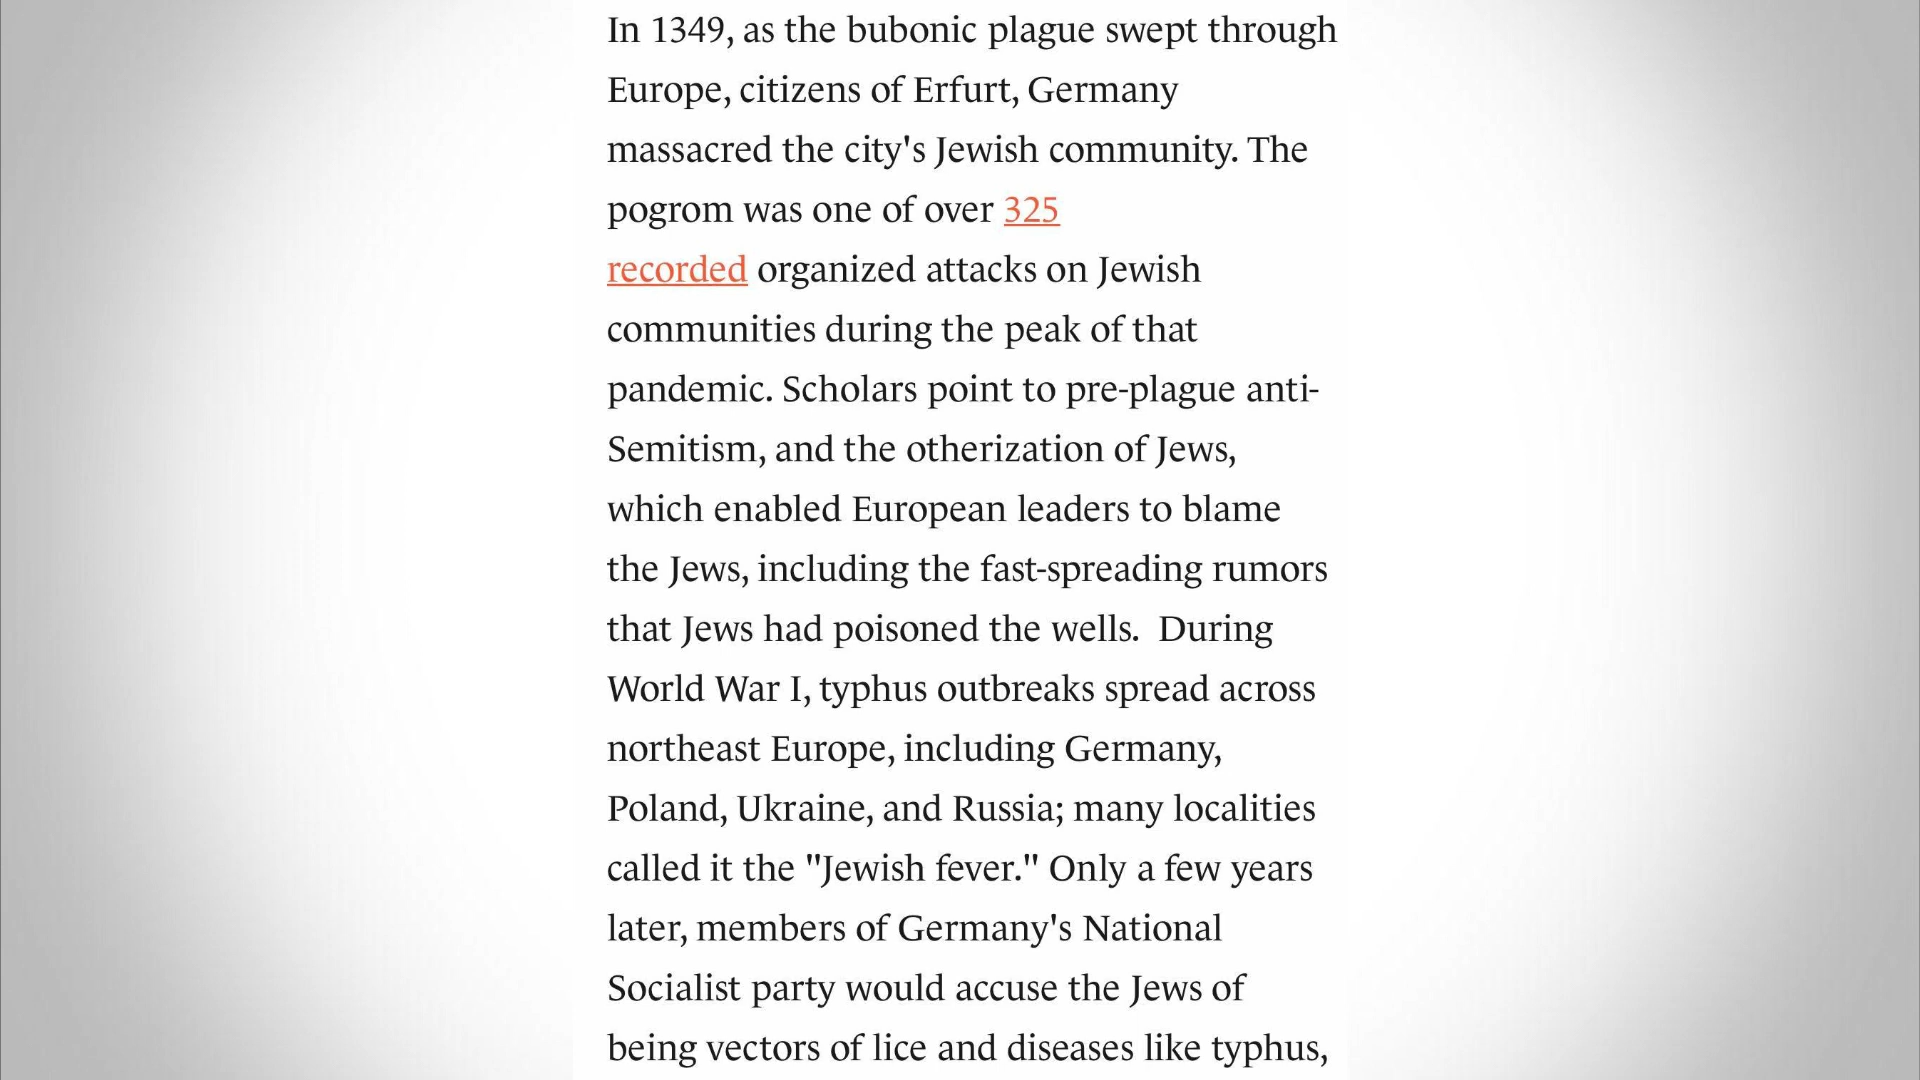 In 1349, as the bubonic plague swept through
Europe, citizens of Erfurt, Germany
massacred the city's Jewish community. The
pogrom was one of over 325
recorded organized attacks on Jewish
communities during the peak of that
pandemic. Scholars point to pre-plague anti-
Semitism, and the otherization of Jews,
which enabled European leaders to blame
the Jews, including the fast-spreading rumors
that Jews had poisoned the wells.  During
World War I, typhus outbreaks spread across
northeast Europe, including Germany,
Poland, Ukraine, and Russia; many localities
called it the "Jewish fever." Only a few years
later, members of Germany's National
Socialist party would accuse the Jews of
being vectors of lice and diseases like typhus,